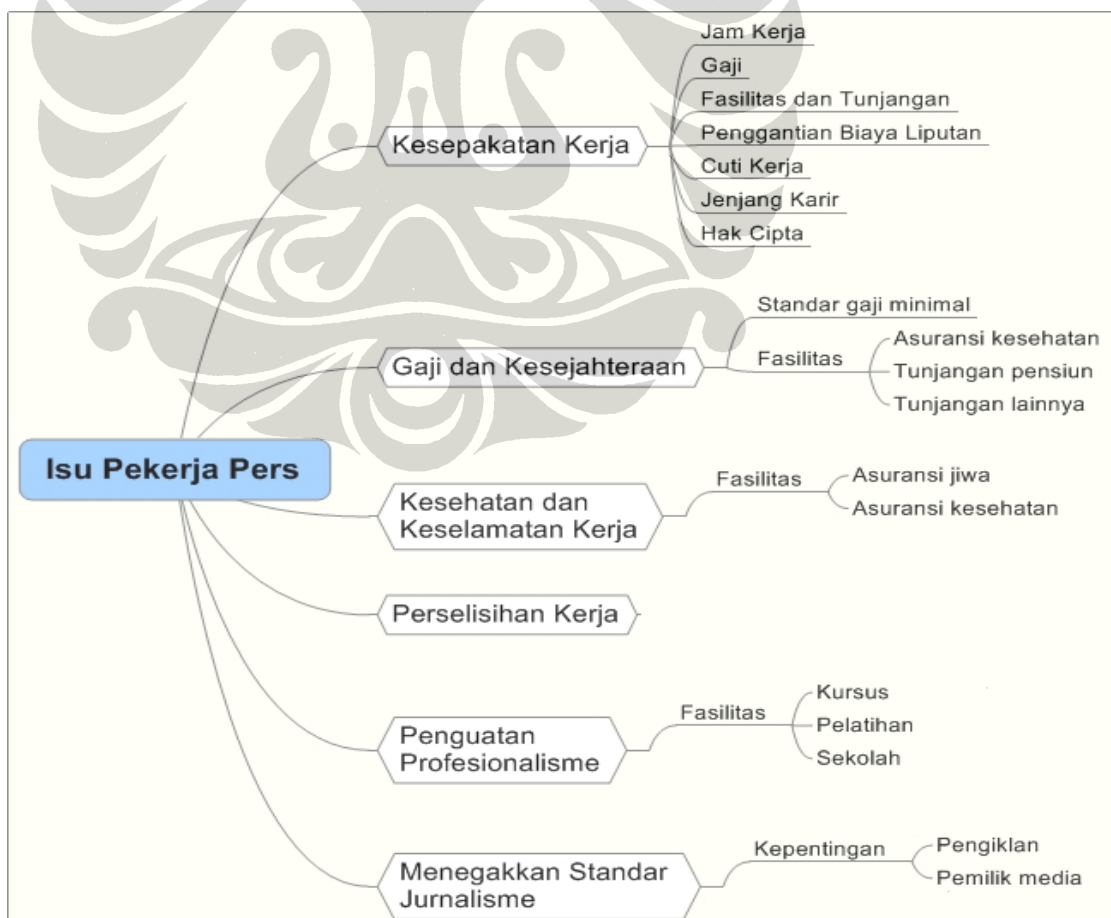 Isu Pekerja Pers
Kesepakatan Kerja
Jam Kerja
Gaji
Fasilitas dan Tunjangan
Penggantian Biaya Liputan
Cuti Kerja
Jenjang Karir
Hak Cipta
Gaji dan Kesejahteraan
Standar gaji minimal
Fasilitas
Asuransi kesehatan
Tunjangan pensiun
Tunjangan lainnya
Kesehatan dan
Keselamatan Kerja
Fasilitas
Asuransi jiwa
Asuransi kesehatan
Perselisihan Kerja
Penguatan
Profesionalisme
Fasilitas
Kursus
Pelatihan
Sekolah
Menegakkan Standar
Jurnalisme
Kepentingan
Pengiklan
Pemilik media